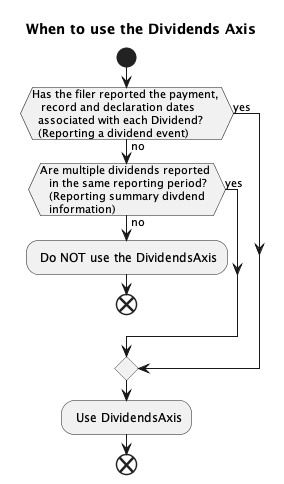 When to use the Dividends Axis
Has the filer reported the payment,
record and declaration dates
associated with each Dividend?
(Reporting a dividend event)
yes
no
Are multiple dividends reported
in the same reporting period?
(Reporting summary divdend
information)
yes
no
Do NOT use the DividendsAxis
Use DividendsAxis